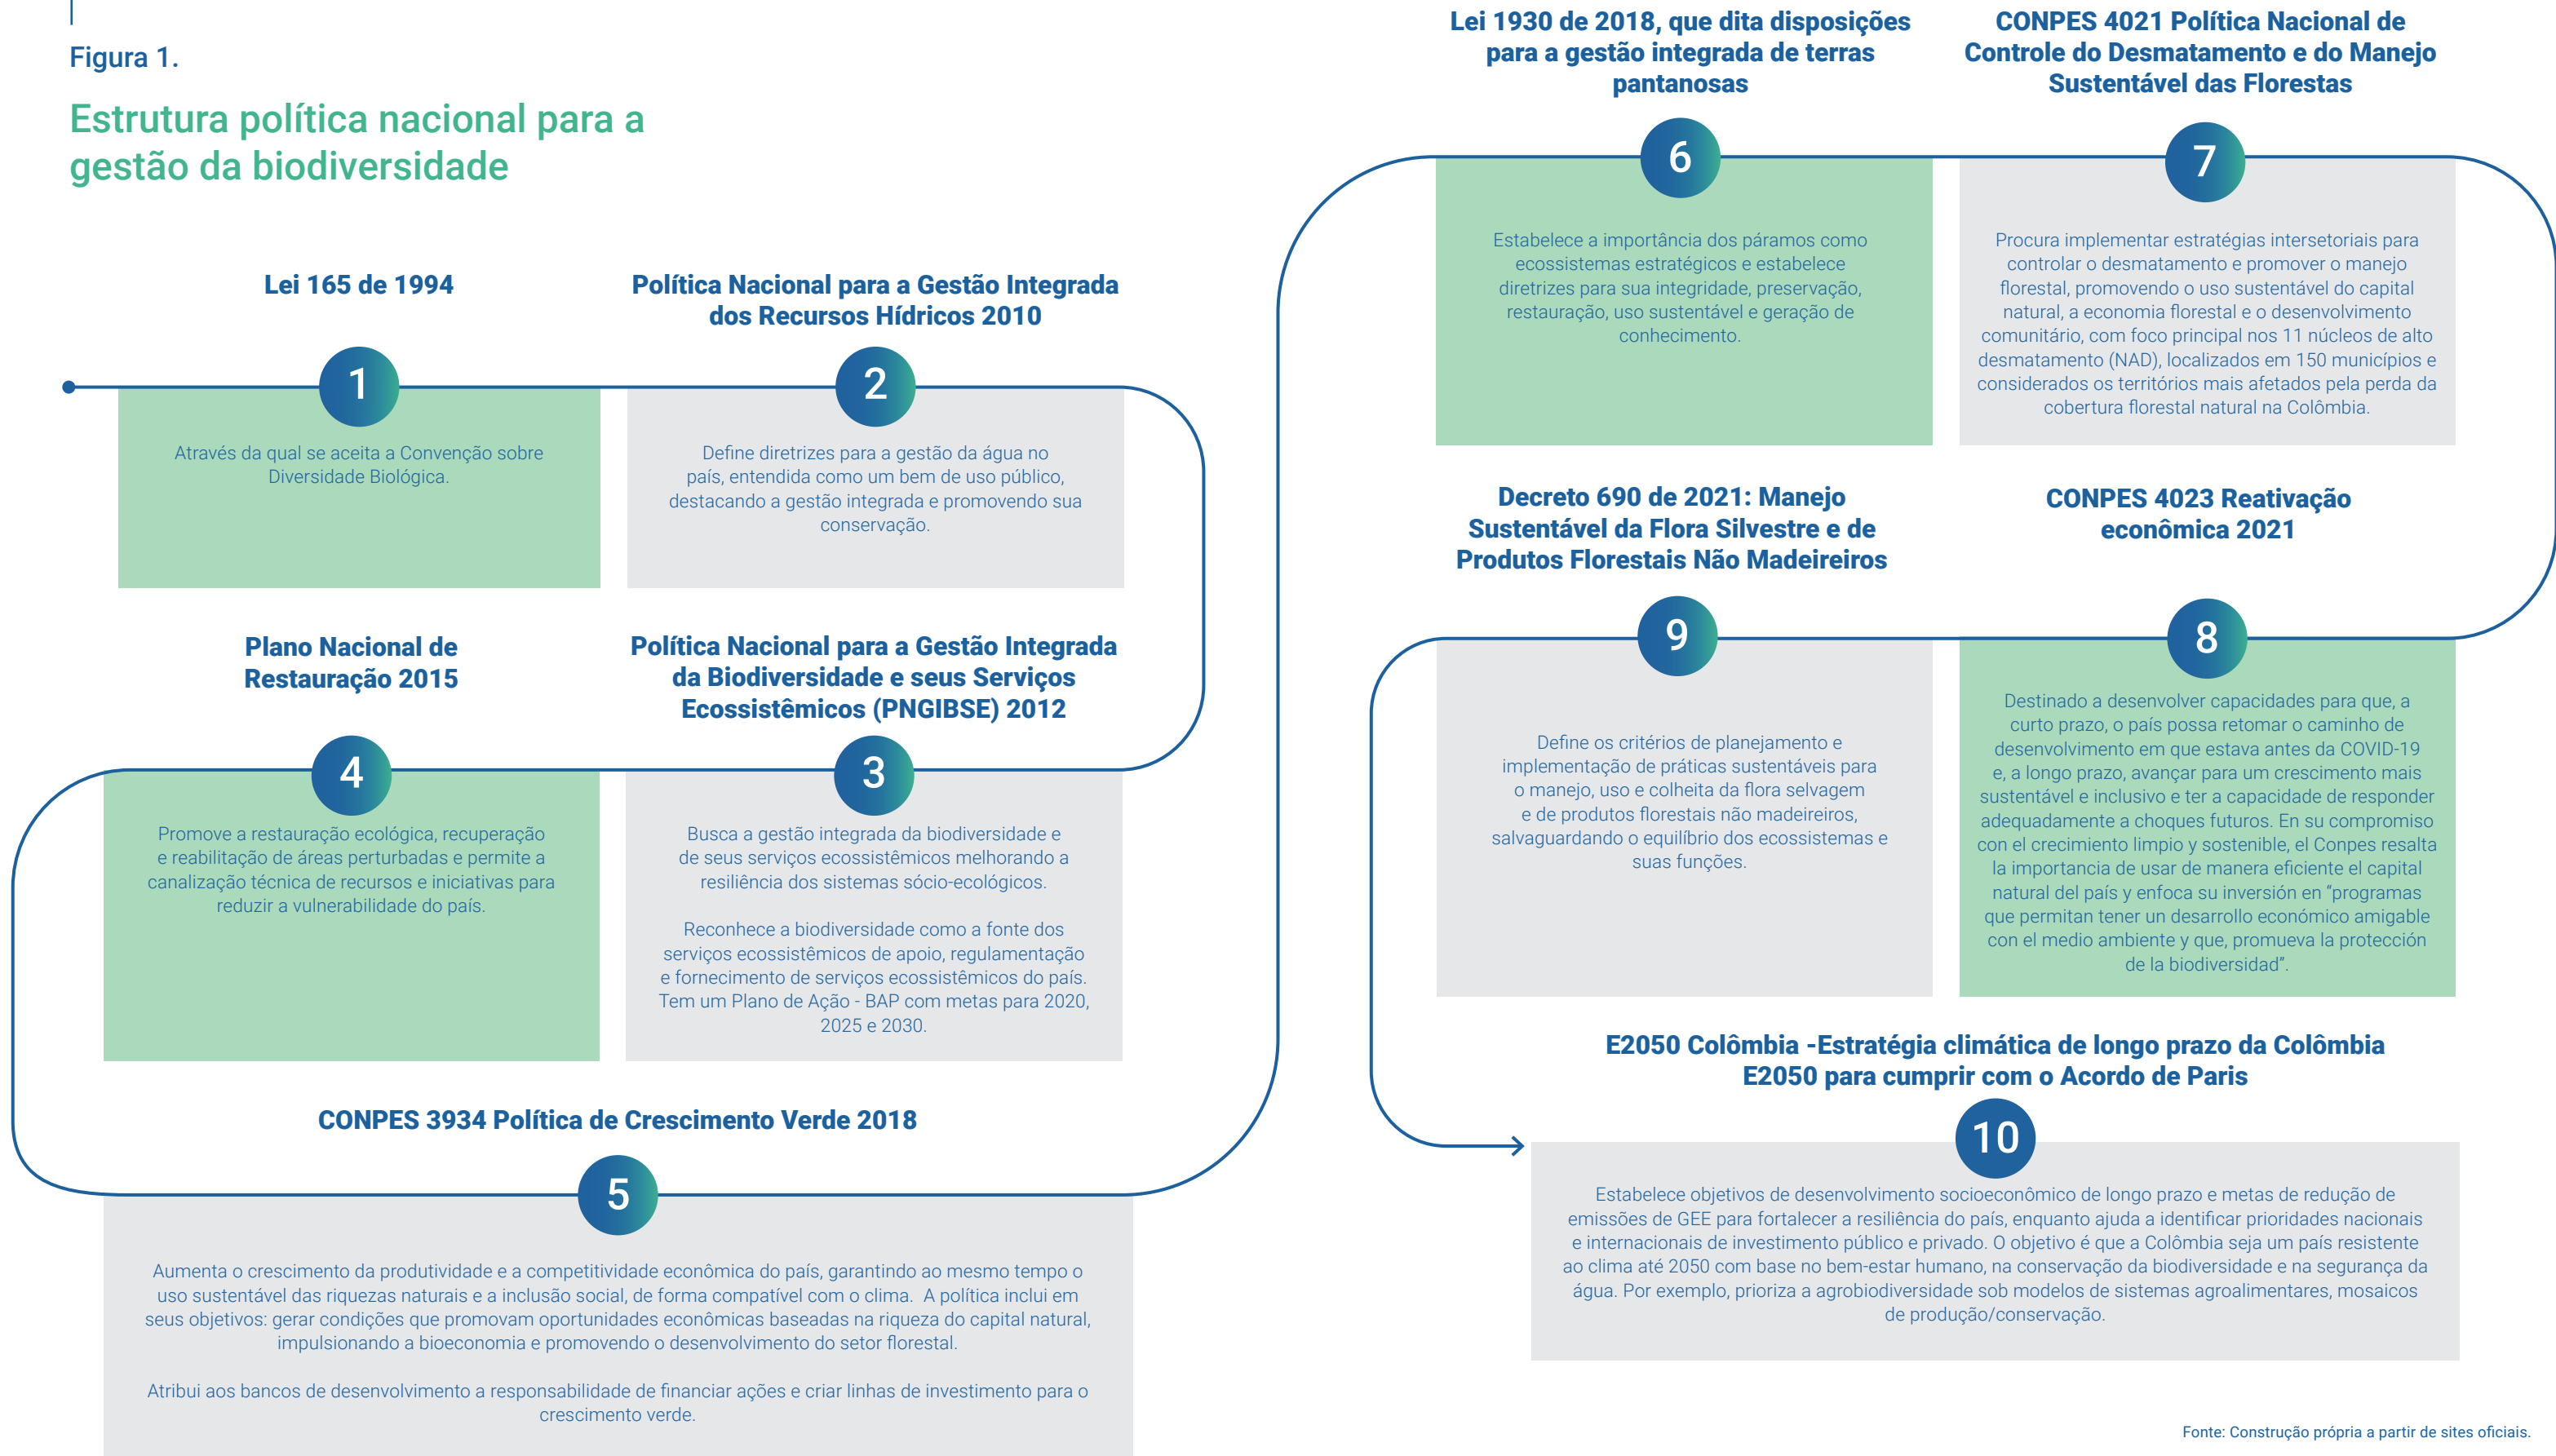 Figura 1.
Estrutura política nacional para a
gestão da biodiversidade
Lei 165 de 1994
1
Através da qual se aceita a Convenção sobre
Diversidade Biológica.
Política Nacional para a Gestão Integrada
dos Recursos Hídricos 2010
2
Define diretrizes para a gestão da água no
país, entendida como um bem de uso público,
destacando a gestão integrada e promovendo sua
conservação.
Política Nacional para a Gestão Integrada
da Biodiversidade e seus Serviços
Ecossistêmicos (PNGIBSE) 2012
3
Busca a gestão integrada da biodiversidade e
de seus serviços ecossistêmicos melhorando a
resiliência dos sistemas sócio-ecológicos.
Reconhece a biodiversidade como a fonte dos
serviços ecossistêmicos de apoio, regulamentação
e fornecimento de serviços ecossistêmicos do país.
Tem um Plano de Ação - BAP com metas para 2020,
2025 e 2030.
Plano Nacional de
Restauração 2015
4
Promove a restauração ecológica, recuperação
e reabilitação de áreas perturbadas e permite a
canalização técnica de recursos e iniciativas para
reduzir a vulnerabilidade do país.
CONPES 3934 Política de Crescimento Verde 2018
5
Aumenta o crescimento da produtividade e a competitividade econômica do país, garantindo ao mesmo tempo o
uso sustentável das riquezas naturais e a inclusão social, de forma compatível com o clima.  A política inclui em
seus objetivos: gerar condições que promovam oportunidades econômicas baseadas na riqueza do capital natural,
impulsionando a bioeconomia e promovendo o desenvolvimento do setor florestal.
Atribui aos bancos de desenvolvimento a responsabilidade de financiar ações e criar linhas de investimento para o
crescimento verde.
Lei 1930 de 2018, que dita disposições
para a gestão integrada de terras
pantanosas
6
Estabelece a importância dos páramos como
ecossistemas estratégicos e estabelece
diretrizes para sua integridade, preservação,
restauração, uso sustentável e geração de
conhecimento.
CONPES 4021 Política Nacional de
Controle do Desmatamento e do Manejo
Sustentável das Florestas
7
Procura implementar estratégias intersetoriais para
controlar o desmatamento e promover o manejo
florestal, promovendo o uso sustentável do capital
natural, a economia florestal e o desenvolvimento
comunitário, com foco principal nos 11 núcleos de alto
desmatamento (NAD), localizados em 150 municípios e
considerados os territórios mais afetados pela perda da
cobertura florestal natural na Colômbia.
CONPES 4023 Reativação
econômica 2021
8
Destinado a desenvolver capacidades para que, a
curto prazo, o país possa retomar o caminho de
desenvolvimento em que estava antes da COVID-19
e, a longo prazo, avançar para um crescimento mais
sustentável e inclusivo e ter a capacidade de responder
adequadamente a choques futuros. En su compromiso
con el crecimiento limpio y sostenible, el Conpes resalta
la importancia de usar de manera eficiente el capital
natural del país y enfoca su inversión en “programas
que permitan tener un desarrollo económico amigable
con el medio ambiente y que, promueva la protección
de la biodiversidad”.
Decreto 690 de 2021: Manejo
Sustentável da Flora Silvestre e de
Produtos Florestais Não Madeireiros
9
Define os critérios de planejamento e
implementação de práticas sustentáveis para
o manejo, uso e colheita da flora selvagem
e de produtos florestais não madeireiros,
salvaguardando o equilíbrio dos ecossistemas e
suas funções.
E2050 Colômbia -Estratégia climática de longo prazo da Colômbia
E2050 para cumprir com o Acordo de Paris
10
Estabelece objetivos de desenvolvimento socioeconômico de longo prazo e metas de redução de
emissões de GEE para fortalecer a resiliência do país, enquanto ajuda a identificar prioridades nacionais
e internacionais de investimento público e privado. O objetivo é que a Colômbia seja um país resistente
ao clima até 2050 com base no bem-estar humano, na conservação da biodiversidade e na segurança da
água. Por exemplo, prioriza a agrobiodiversidade sob modelos de sistemas agroalimentares, mosaicos
de produção/conservação.
Fonte: Construção própria a partir de sites oficiais.